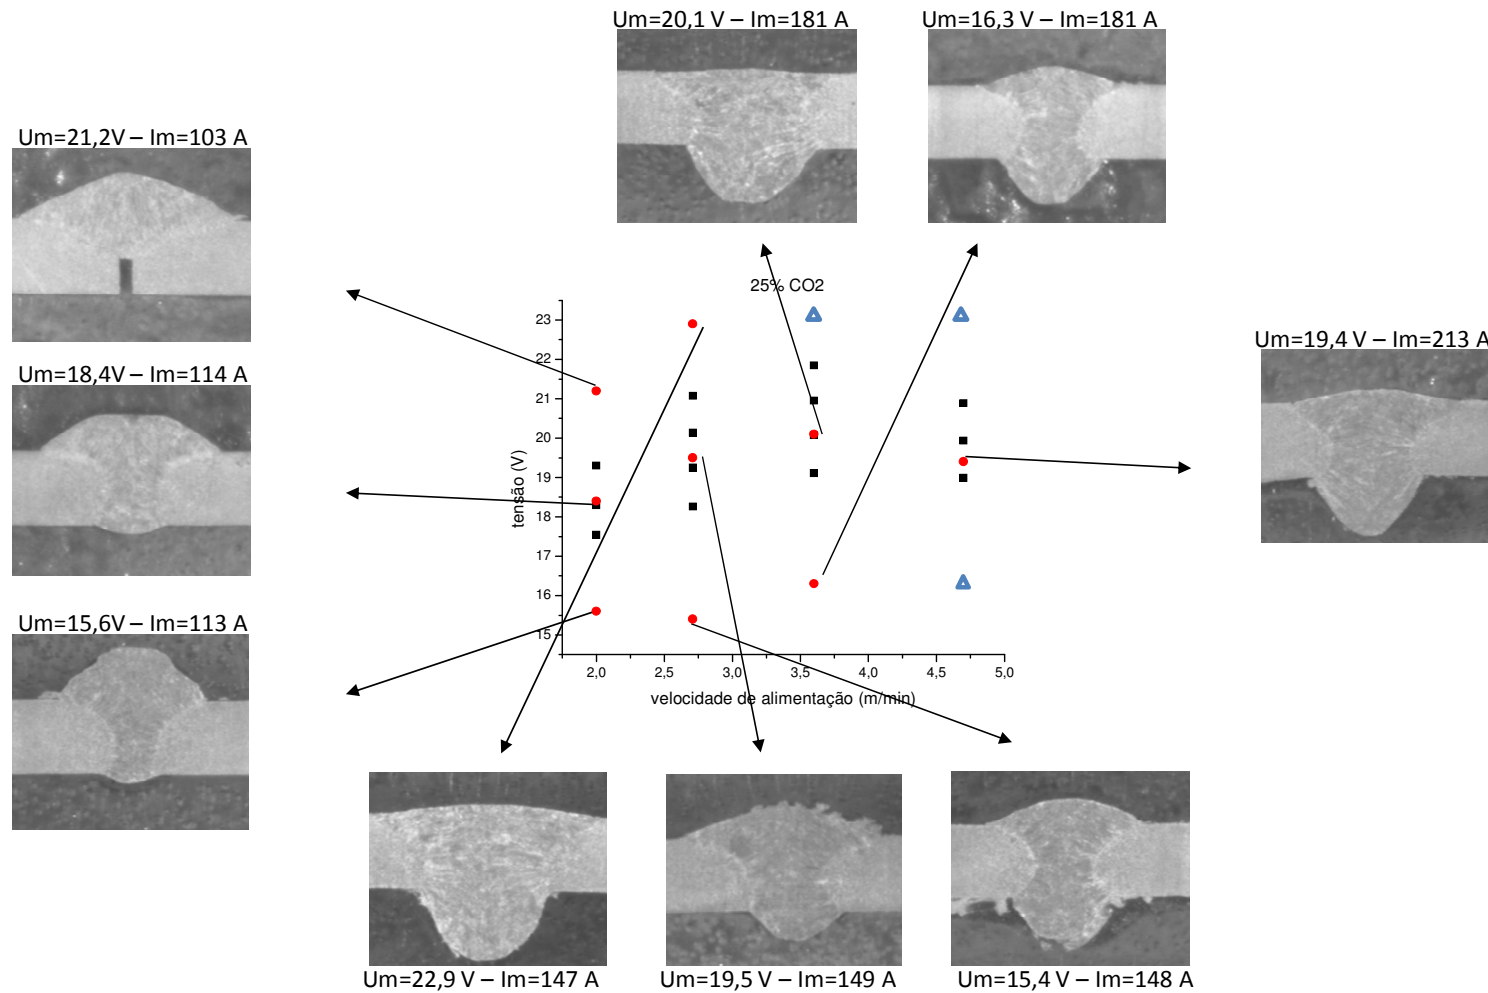 Um=20,1 V – Im=181 A
Um=16,3 V – Im=181 A
Um=21,2V – Im=103 A
25% CO2
23
22
21
20
19
18
17
16
15
tensão (V)
2,0
2,5
3,0
3,5
4,0
4,5
5,0
velocidade de alimentação (m/min)
Um=19,4 V – Im=213 A
Um=18,4V – Im=114 A
Um=15,6V – Im=113 A
Um=22,9 V – Im=147 A
Um=19,5 V – Im=149 A
Um=15,4 V – Im=148 A